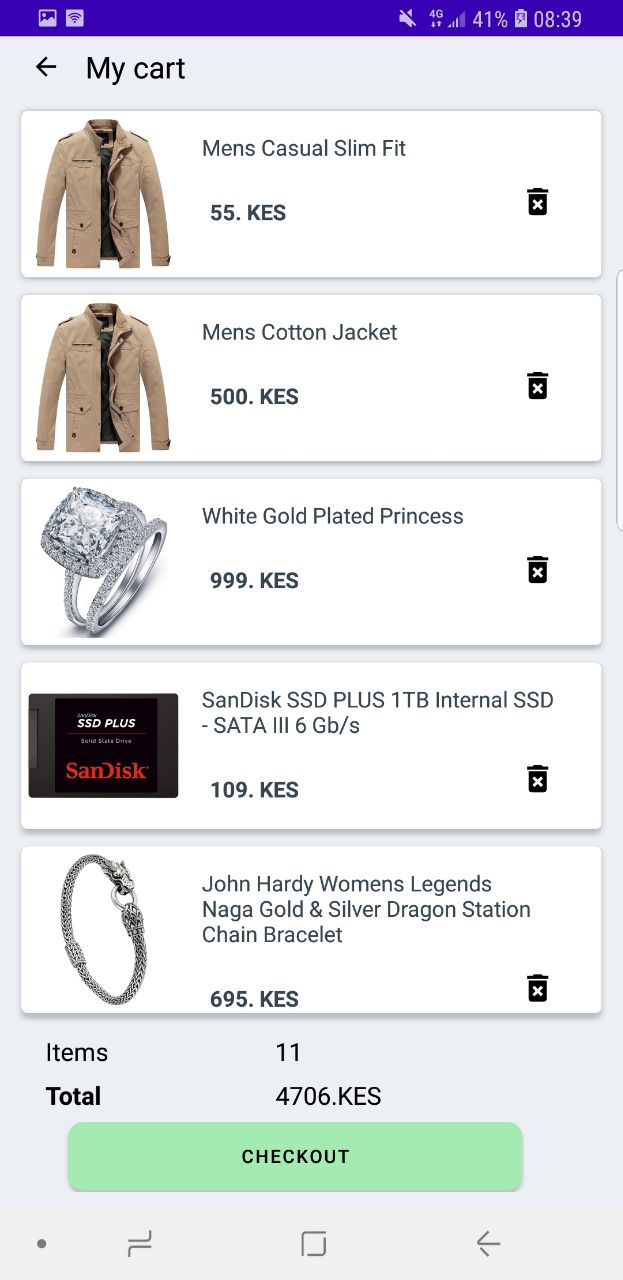 4G 41% 08:39
My cart
Mens Casual Slim Fit
55. KES
Mens Cotton Jacket
500. KES
White Gold Plated Princess
999. KES
SanDisk
SSD PLUS
Solid State Drive
SanDisk
SanDisk SSD PLUS 1TB Internal SSD
- SATA III 6 Gb/s
109. KES
John Hardy Womens Legends
Naga Gold & Silver Dragon Station
Chain Bracelet
695. KES
Items 11
Total 4706.KES
CHECKOUT